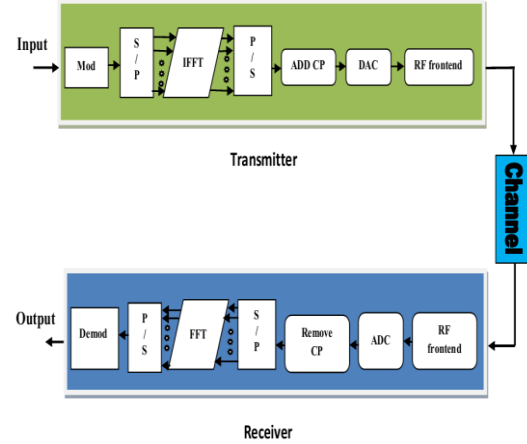 Input
Mod
S
/
P
IFFT
P
/
S
ADD CP
DAC
RF frontend
Transmitter
Channel
Output
Demod
P
/
S
FFT
S
/
P
Remove
CP
ADC
RF
frontend
Receiver